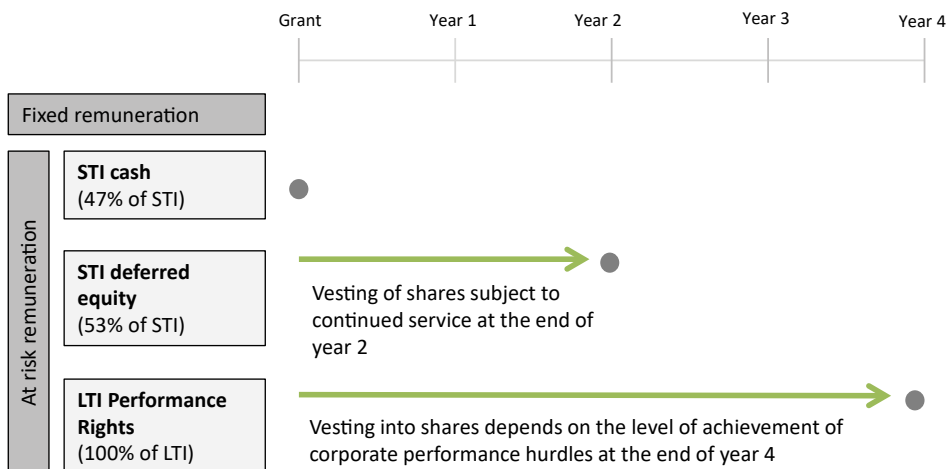 Grant Year 1 Year 2 Year 3 Year 4
Fixed remuneration
At risk remuneration
STI cash
(47% of STI)
STI deferred
equity
(53% of STI)
Vesting of shares subject to
continued service at the end of
year 2
LTI Performance
Rights
(100% of LTI)
Vesting into shares depends on the level of achievement of
corporate performance hurdles at the end of year 4